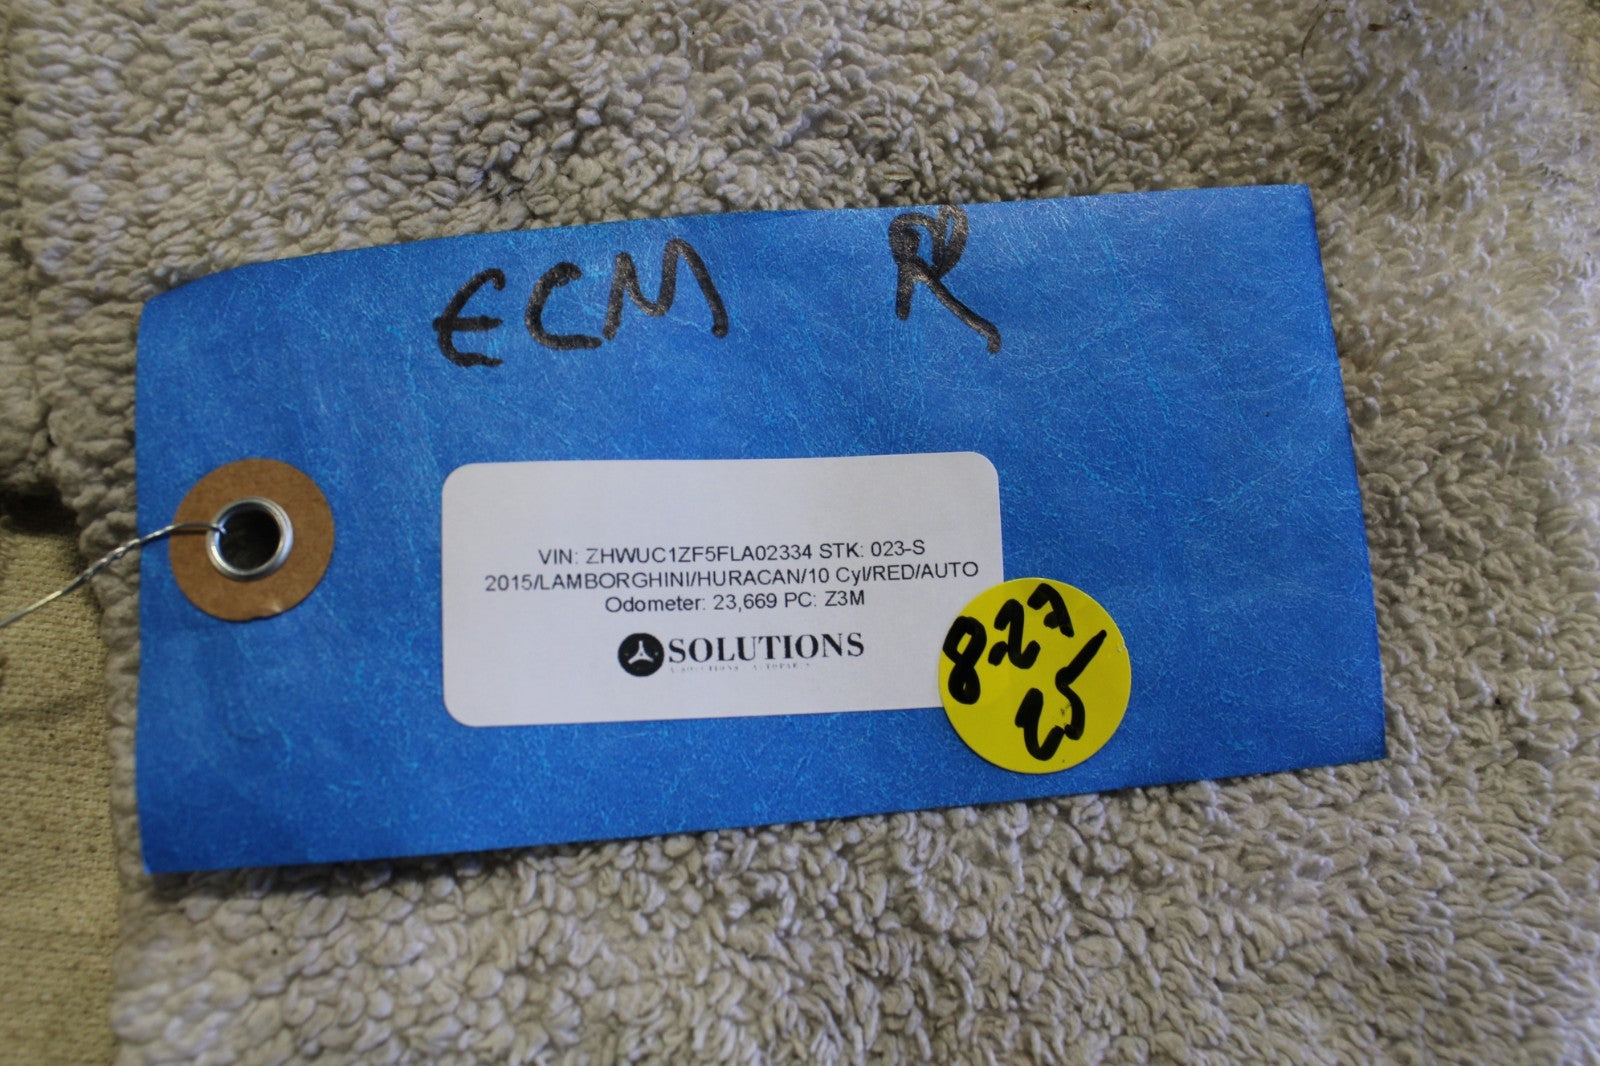 ECM R
VIN: ZHWUC1ZF5FLA02334 STK: 023-S
2015/LAMBORGHINI/HURACAN/10 Cyl/RED/AUTO
Odometer: 23,669 PC: Z3M
SOLUTIONS
822
25